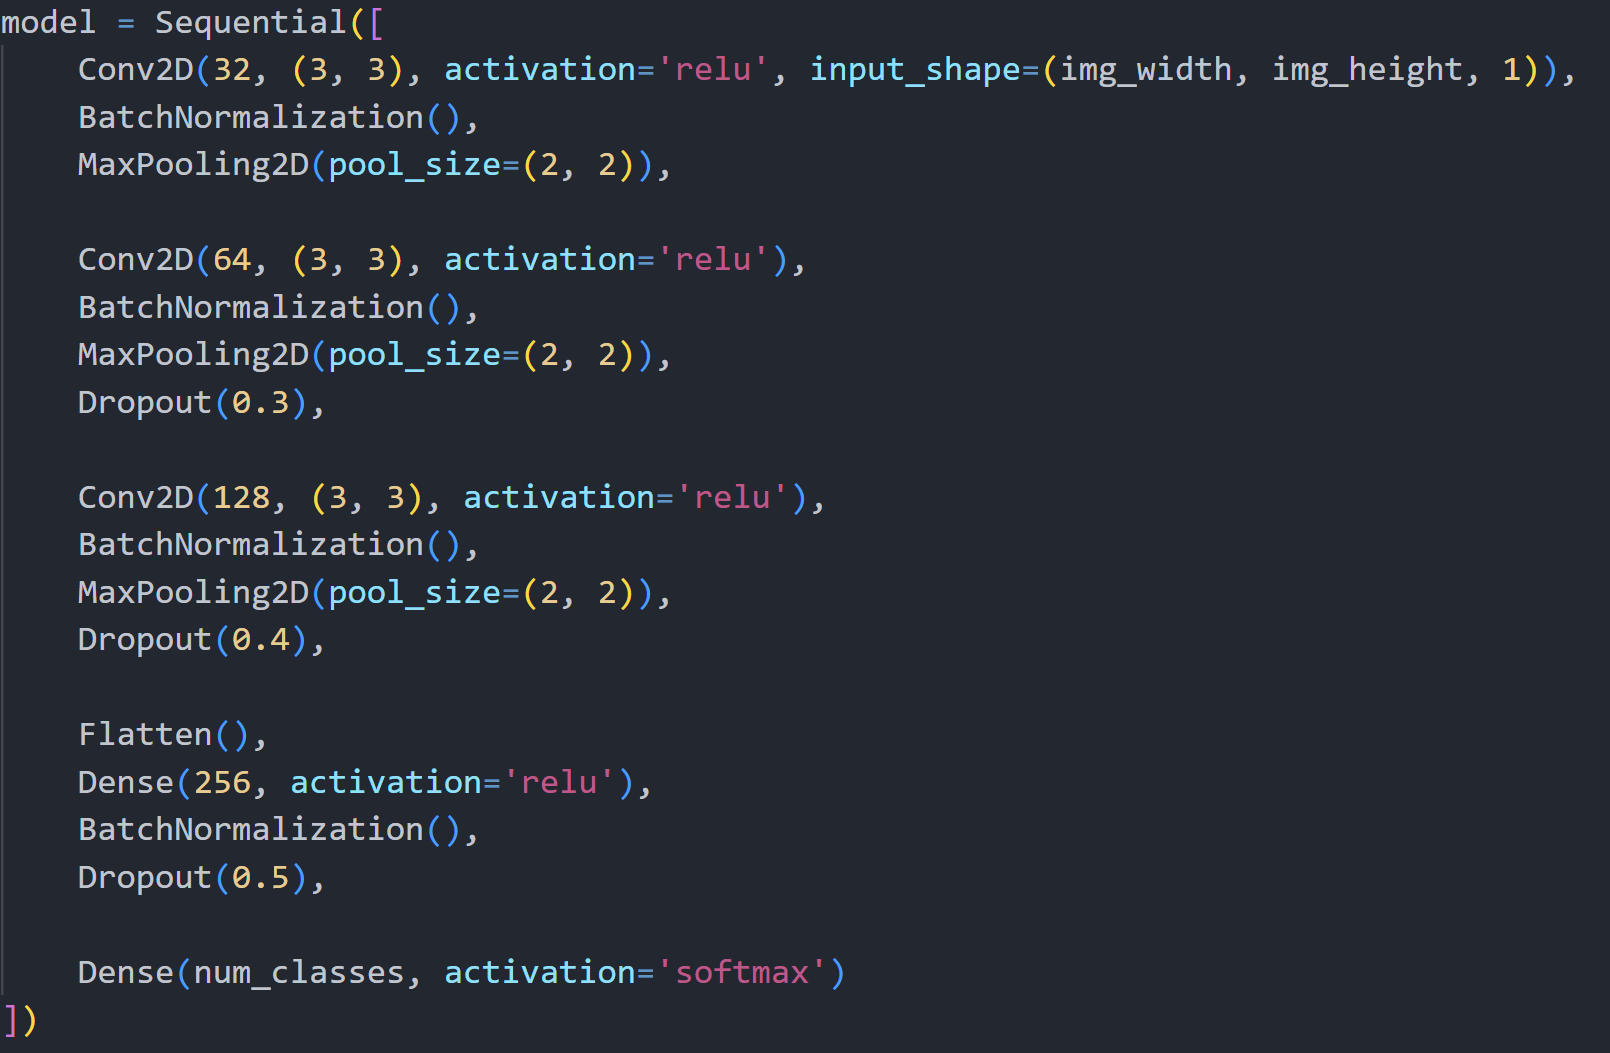 model = Sequential([
    Conv2D(32, (3, 3), activation='relu', input_shape=(img_width, img_height, 1)),
    BatchNormalization(),
    MaxPooling2D(pool_size=(2, 2)),

    Conv2D(64, (3, 3), activation='relu'),
    BatchNormalization(),
    MaxPooling2D(pool_size=(2, 2)),
    Dropout(0.3),

    Conv2D(128, (3, 3), activation='relu'),
    BatchNormalization(),
    MaxPooling2D(pool_size=(2, 2)),
    Dropout(0.4),

    Flatten(),
    Dense(256, activation='relu'),
    BatchNormalization(),
    Dropout(0.5),

    Dense(num_classes, activation='softmax')
])